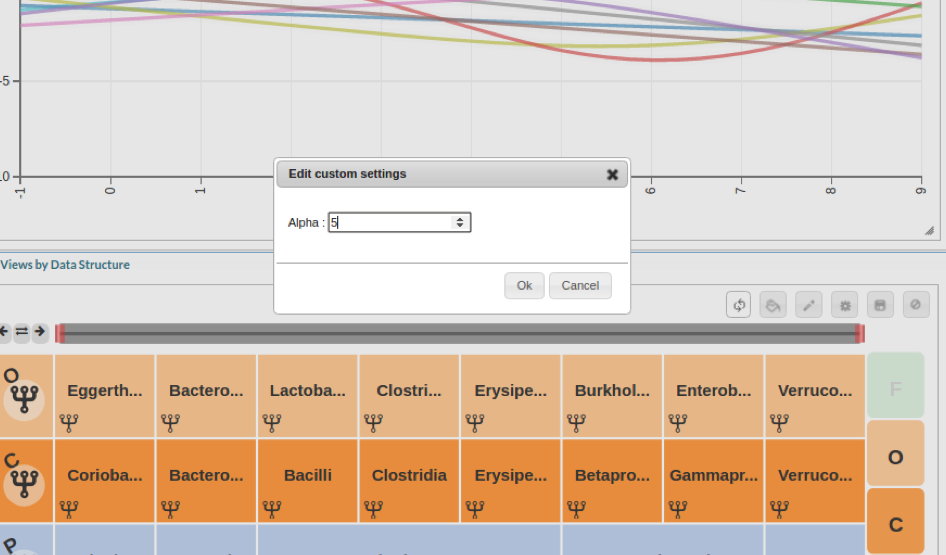 -5
-10
-1
0
1
6
7
8
9
Edit custom settings
Alpha : 5
Ok Cancel
Views by Data Structure
O Eggerth... Bactero... Lactoba... Clostri... Erysipe... Burkhol... Enterob... Verruco... F
O
C Corioba... Bactero... Bacilli Clostridia Erysipe... Betapro... Gammapr... Verruco...
C
P